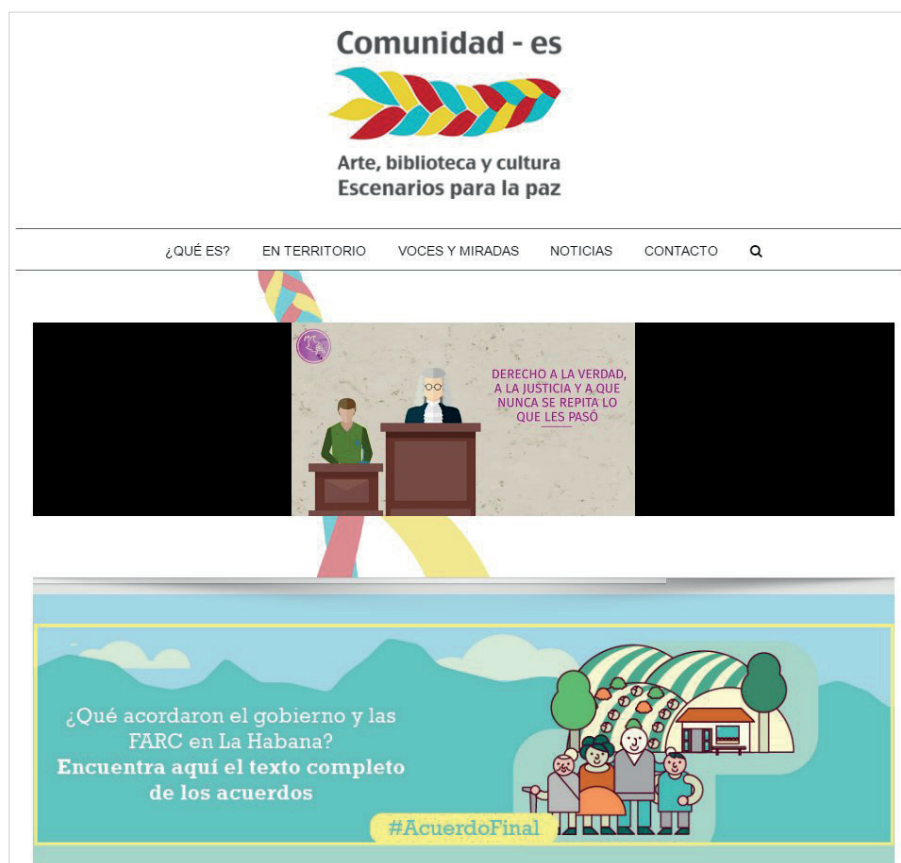 Comunidad - es
Arte, biblioteca y cultura
Escenarios para la paz
¿QUÉ ES? EN TERRITORIO VOCES Y MIRADAS NOTICIAS CONTACTO
DERECHO A LA VERDAD,
A LA JUSTICIA Y A QUE
NUNCA SE REPITA LO
QUE LES PASÓ
¿Qué acordaron el gobierno y las
FARC en La Habana?
Encuentra aquí el texto completo
de los acuerdos
#AcuerdoFinal